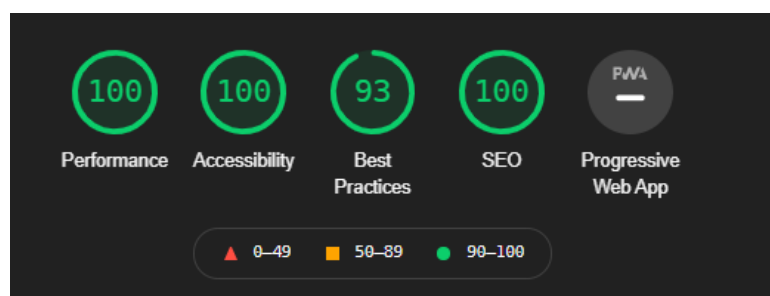 100 100 93 100 PWA
Performance Accessibility Best Practices SEO Progressive Web App
0–49 50–89 90–100